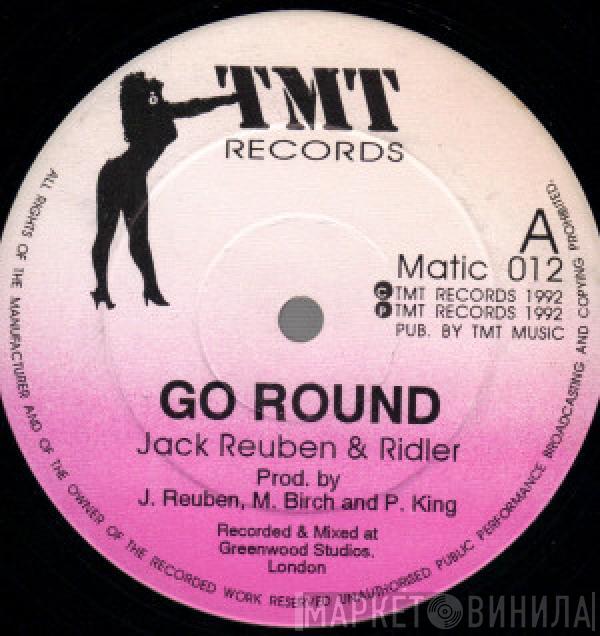 TMT
RECORDS
A
Matic 012
C TMT RECORDS 1992
P TMT RECORDS 1992
PUB. BY TMT MUSIC
GO ROUND
Jack Reuben & Ridler
Prod. by
J. Reuben, M. Birch and P. King
Recorded & Mixed at
Greenwood Studios.
London
ALL RIGHTS OF THE MANUFACTURER AND OF THE OWNER OF THE RECORDED WORK RESERVED UNAUTHORISED PUBLIC PERFORMANCE BROADCASTING AND COPYING PROHIBITED.
МАРКЕТ ВИНИЛА